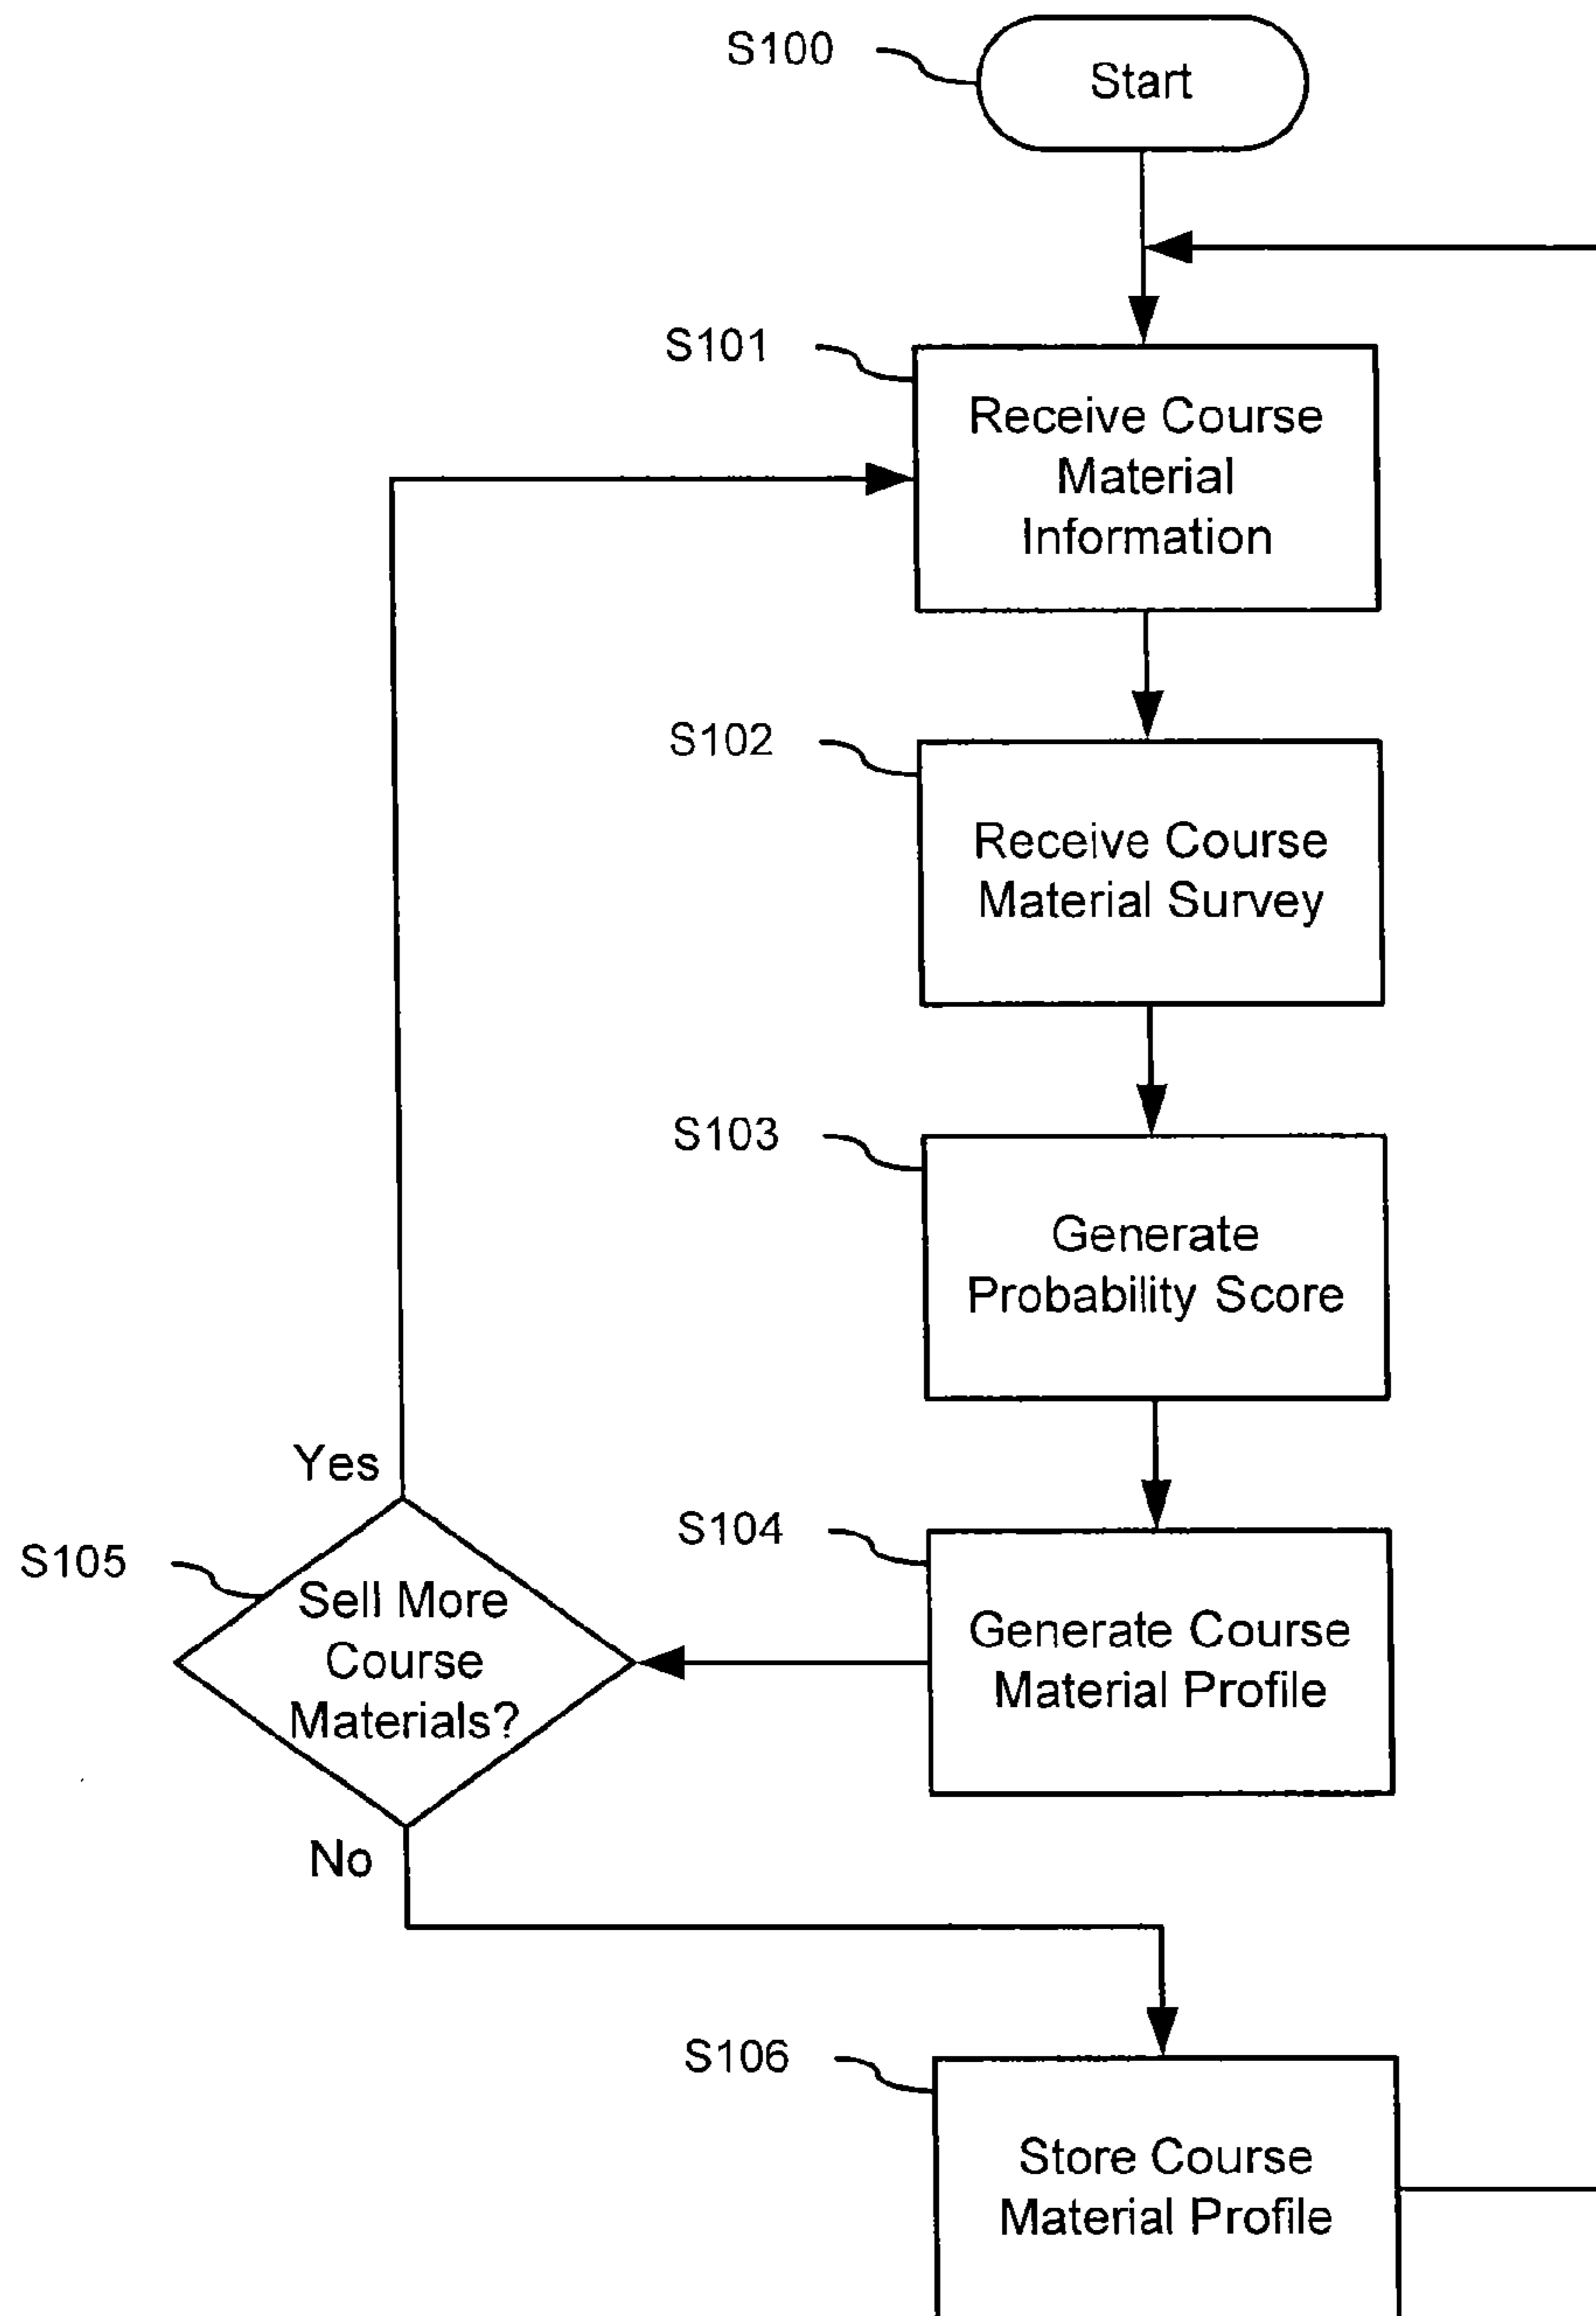 S100
Start
S101
Receive Course
Material
Information
S102
Receive Course
Material Survey
S103
Generate
Probability Score
Yes
S104
S105
Sell More
Course
Materials?
Generate Course
Material Profile
No
S106
Store Course
Material Profile